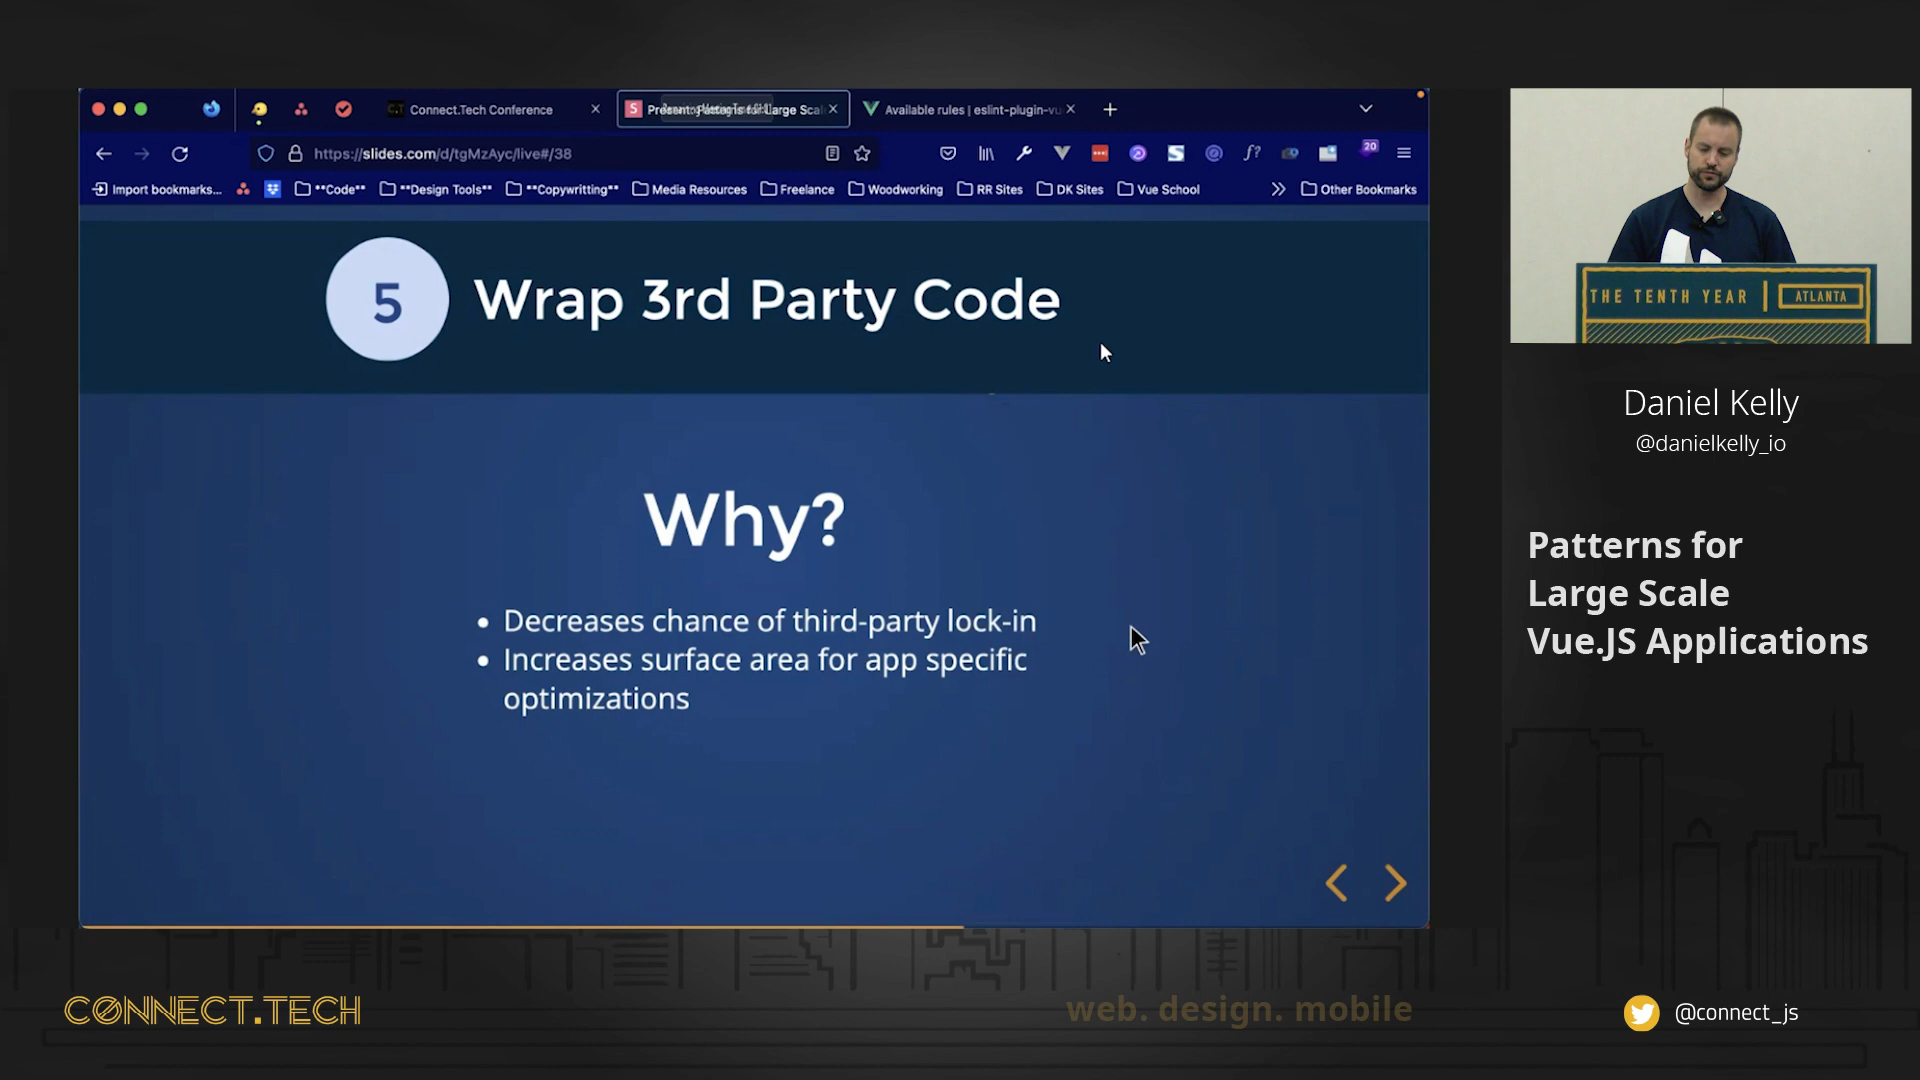 Connect.Tech Conference
Available rules | eslint-plugin-vu
https://slides.com/d/tgMzAyc/live#/38
20
Import bookmarks...
**Code**
**Design Tools**
**Copywritting**
Media Resources
Freelance
Woodworking
RR Sites
DK Sites
Vue School
Other Bookmarks
5
Wrap 3rd Party Code
Why?
• Decreases chance of third-party lock-in
• Increases surface area for app specific
optimizations
THE TENTH YEAR | ATLANTA
Daniel Kelly
@danielkelly_io
Patterns for
Large Scale
Vue.JS Applications
CONNECT.TECH
web. design. mobile
@connect_js